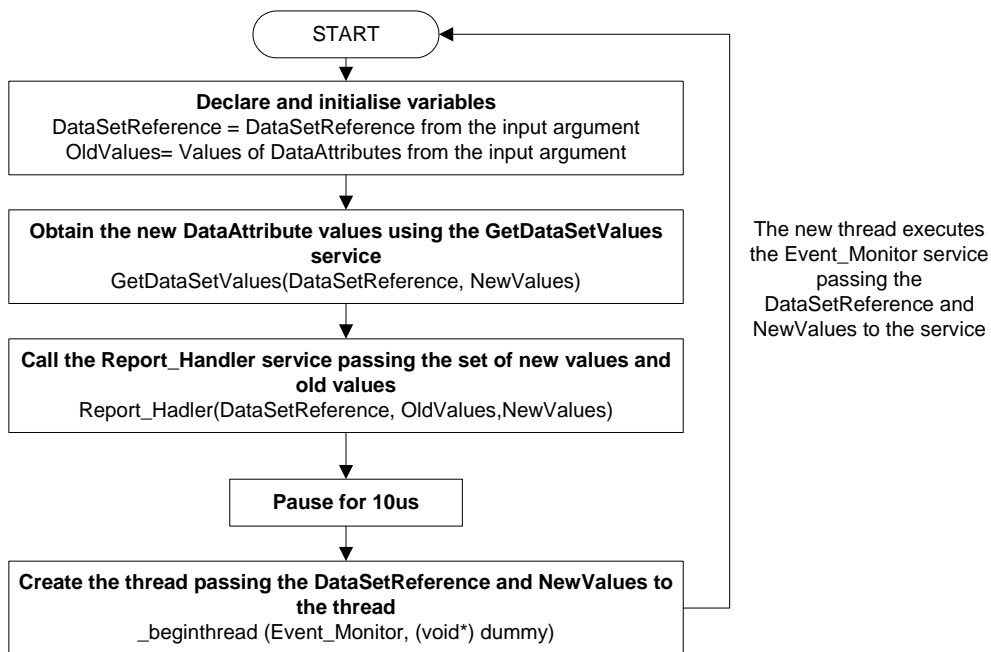 START
Declare and initialise variables
DataSetReference = DataSetReference from the input argument
OldValues= Values of DataAttributes from the input argument
Obtain the new DataAttribute values using the GetDataSetValues
service
GetDataSetValues(DataSetReference, NewValues)
Call the Report_Handler service passing the set of new values and
old values
Report_Hadler(DataSetReference, OldValues,NewValues)
Pause for 10us
Create the thread passing the DataSetReference and NewValues to
the thread
_beginthread (Event_Monitor, (void*) dummy)
The new thread executes
the Event_Monitor service
passing the
DataSetReference and
NewValues to the service